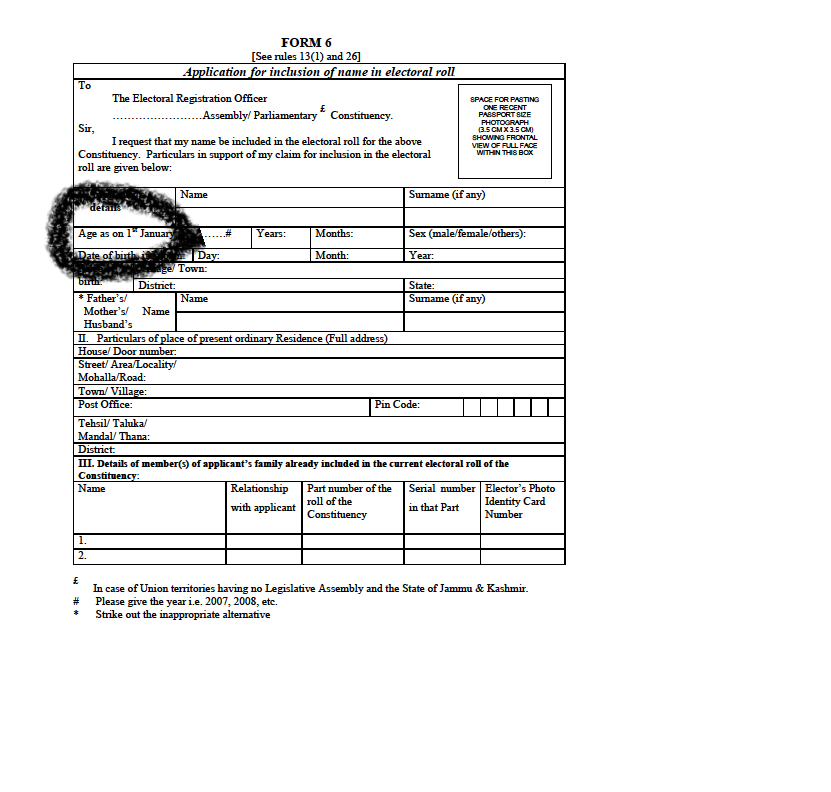 FORM 6
[See rules 13(1) and 26]
Application for inclusion of name in electoral roll
To
The Electoral Registration Officer
……………………Assembly/ Parliamentary £ Constituency.
Sir,
I request that my name be included in the electoral roll for the above
Constituency. Particulars in support of my claim for inclusion in the electoral
roll are given below:
SPACE FOR PASTING
ONE RECENT
PASSPORT SIZE
PHOTOGRAPH
(3.5 CM X 3.5 CM)
SHOWING FRONTAL
VIEW OF FULL FACE
WITHIN THIS BOX
details
Name
Surname (if any)
Age as on 1st January ......#
Years:
Months:
Sex (male/female/others):
Date of birth,
Day:
Month:
Year:
Town:
birth:
District:
State:
* Father's/
Mother's/ Name
Husband's
Name
Surname (if any)
II. Particulars of place of present ordinary Residence (Full address)
House/ Door number:
Street/ Area/Locality/
Mohalla/Road:
Town/ Village:
Post Office:
Pin Code:
Tehsil/ Taluka/
Mandal/ Thana:
District:
III. Details of member(s) of applicant's family already included in the current electoral roll of the
Constituency:
Name
Relationship
with applicant
Part number of the
roll of the
Constituency
Serial number
in that Part
Elector's Photo
Identity Card
Number
1.
2.
£ In case of Union territories having no Legislative Assembly and the State of Jammu & Kashmir.
# Please give the year i.e. 2007, 2008, etc.
* Strike out the inappropriate alternative